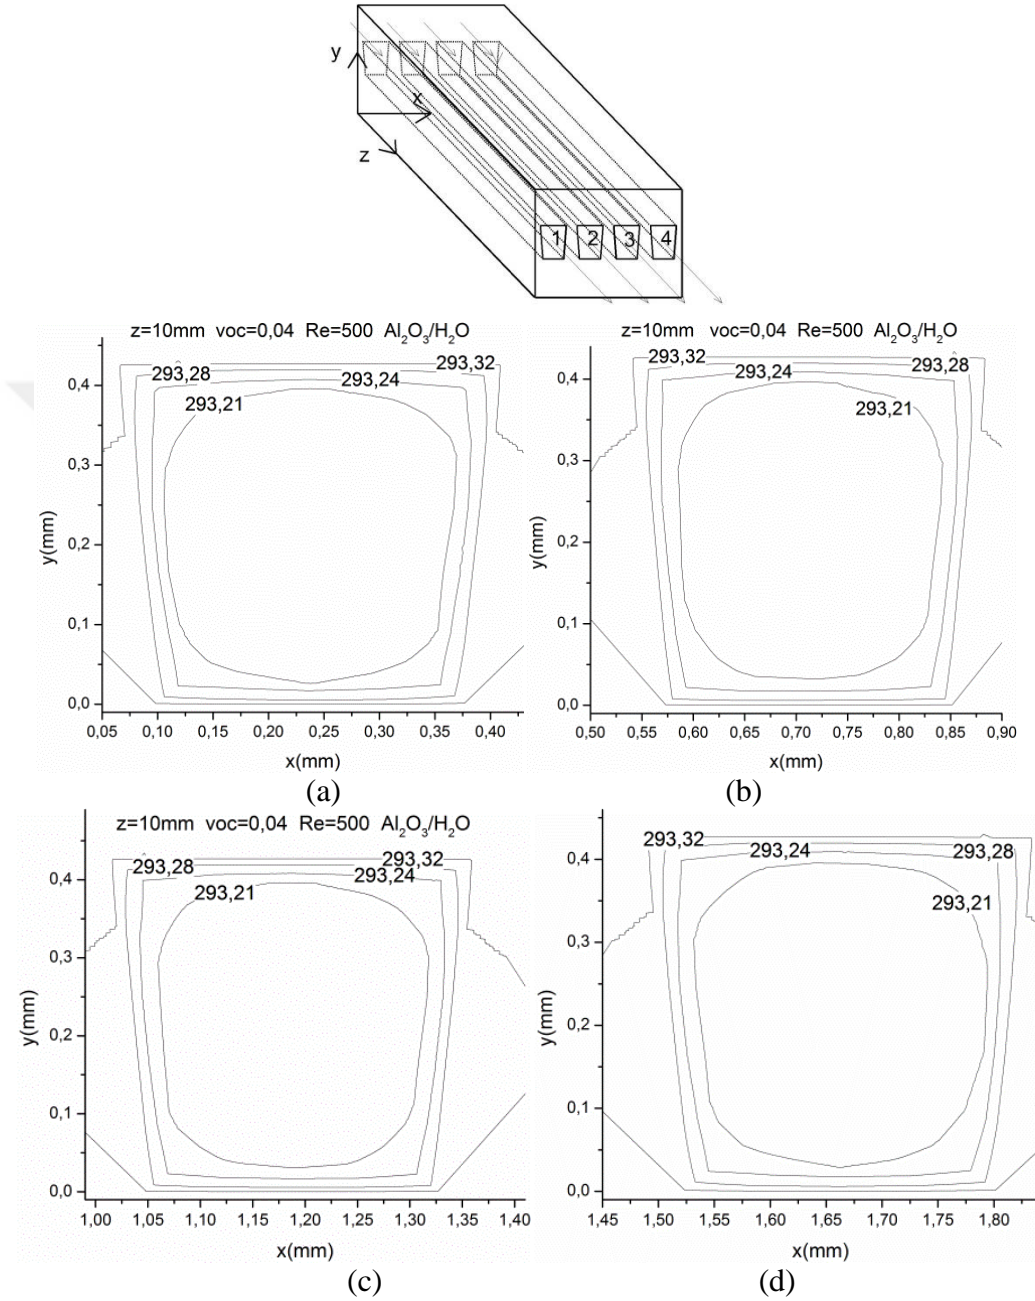 y
x
z
1 2 3 4
z=10mm voc=0,04 Re=500 Al₂O₃/H₂O
293,32
293,28
293,24
293,21
0,4
0,3
0,2
0,1
0,0
y(mm)
0,05 0,10 0,15 0,20 0,25 0,30 0,35 0,40
x(mm)
(a)
z=10mm voc=0,04 Re=500 Al₂O₃/H₂O
293,32
293,28
293,24
293,21
0,4
0,3
0,2
0,1
0,0
y(mm)
0,50 0,55 0,60 0,65 0,70 0,75 0,80 0,85 0,90
x(mm)
(b)
z=10mm voc=0,04 Re=500 Al₂O₃/H₂O
293,32
293,28
293,24
293,21
0,4
0,3
0,2
0,1
0,0
y(mm)
1,00 1,05 1,10 1,15 1,20 1,25 1,30 1,35 1,40
x(mm)
(c)
293,32
293,24
293,28
293,21
0,4
0,3
0,2
0,1
0,0
y(mm)
1,45 1,50 1,55 1,60 1,65 1,70 1,75 1,80
x(mm)
(d)